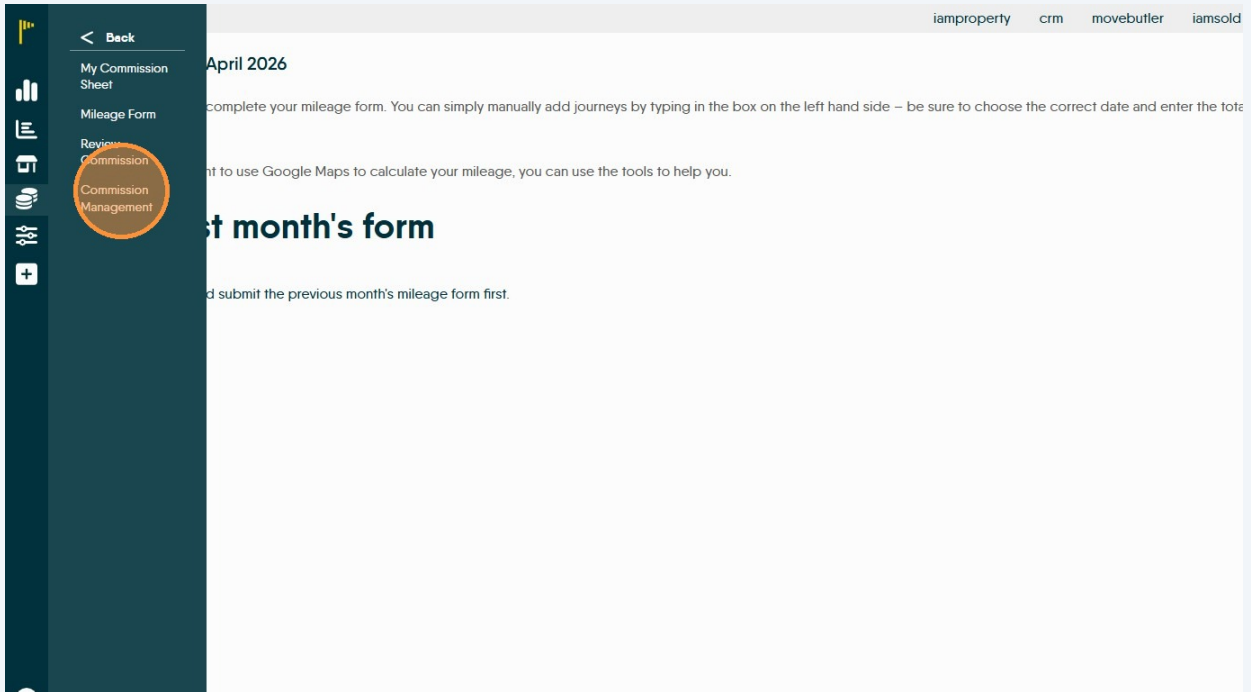 iamproperty crm movebutler iamsold
< Back
My Commission
Sheet
Mileage Form
Review
Commission
Commission
Management
April 2026
complete your mileage form. You can simply manually add journeys by typing in the box on the left hand side – be sure to choose the correct date and enter the tota
nt to use Google Maps to calculate your mileage, you can use the tools to help you.
st month's form
d submit the previous month's mileage form first.